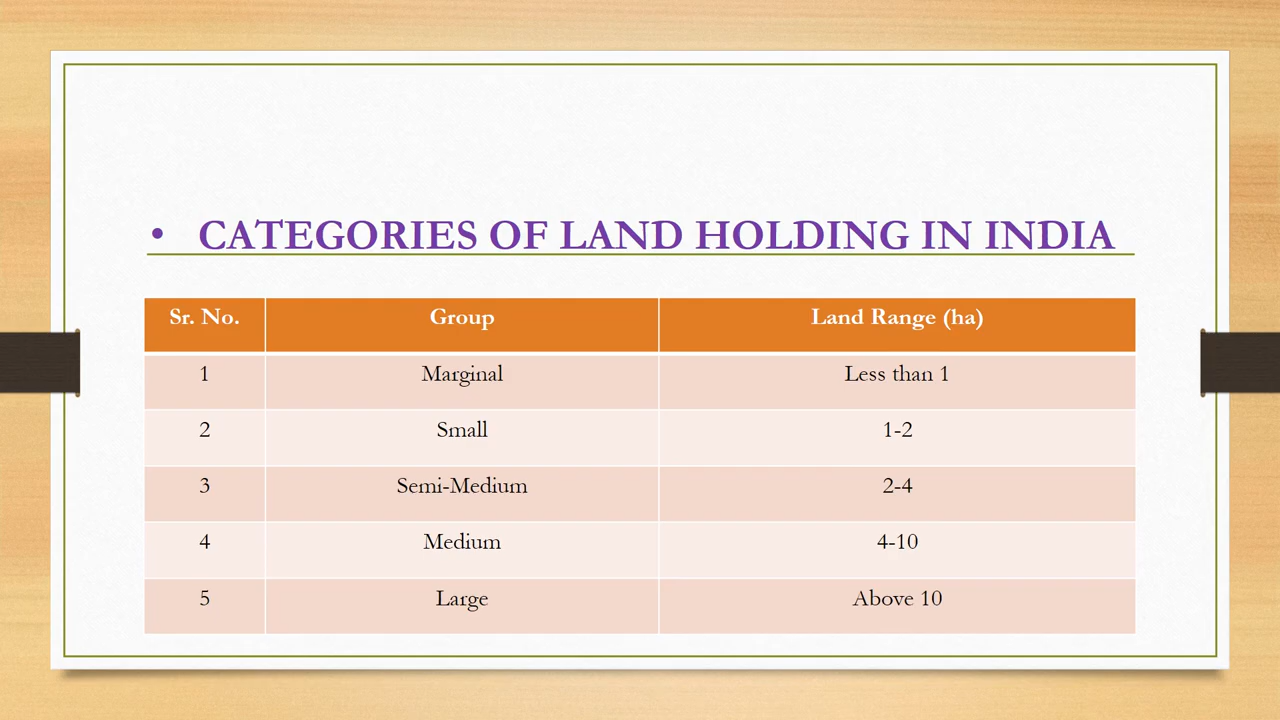 • CATEGORIES OF LAND HOLDING IN INDIA
Sr. No. Group Land Range (ha)
1 Marginal Less than 1
2 Small 1-2
3 Semi-Medium 2-4
4 Medium 4-10
5 Large Above 10